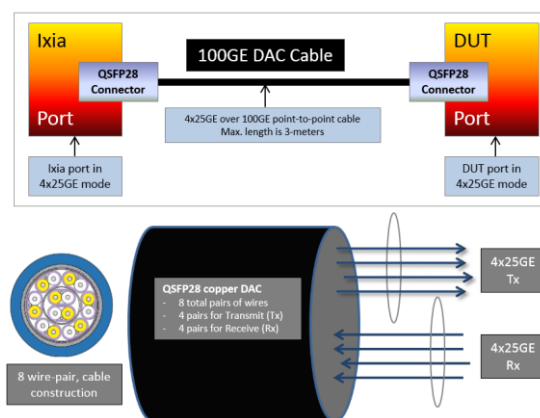 Ixia
Port
QSFP28
Connector
100GE DAC Cable
QSFP28
Connector
DUT
Port
4x25GE over 100GE point-to-point cable
Max. length is 3-meters
Ixia port in
4x25GE mode
DUT port in
4x25GE mode
QSFP28 copper DAC
- 8 total pairs of wires
- 4 pairs for Transmit (Tx)
- 4 pairs for Receive (Rx)
4x25GE
Tx
4x25GE
Rx
8 wire-pair, cable
construction